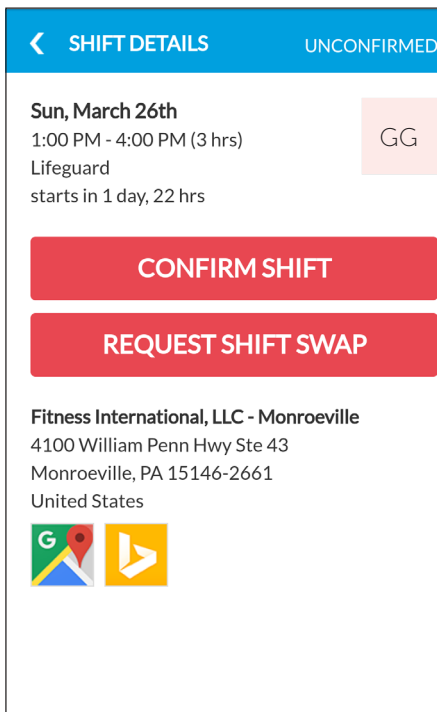 SHIFT DETAILS
UNCONFIRMED
Sun, March 26th
1:00 PM - 4:00 PM (3 hrs)
Lifeguard
starts in 1 day, 22 hrs
GG
CONFIRM SHIFT
REQUEST SHIFT SWAP
Fitness International, LLC - Monroeville
4100 William Penn Hwy Ste 43
Monroeville, PA 15146-2661
United States
G